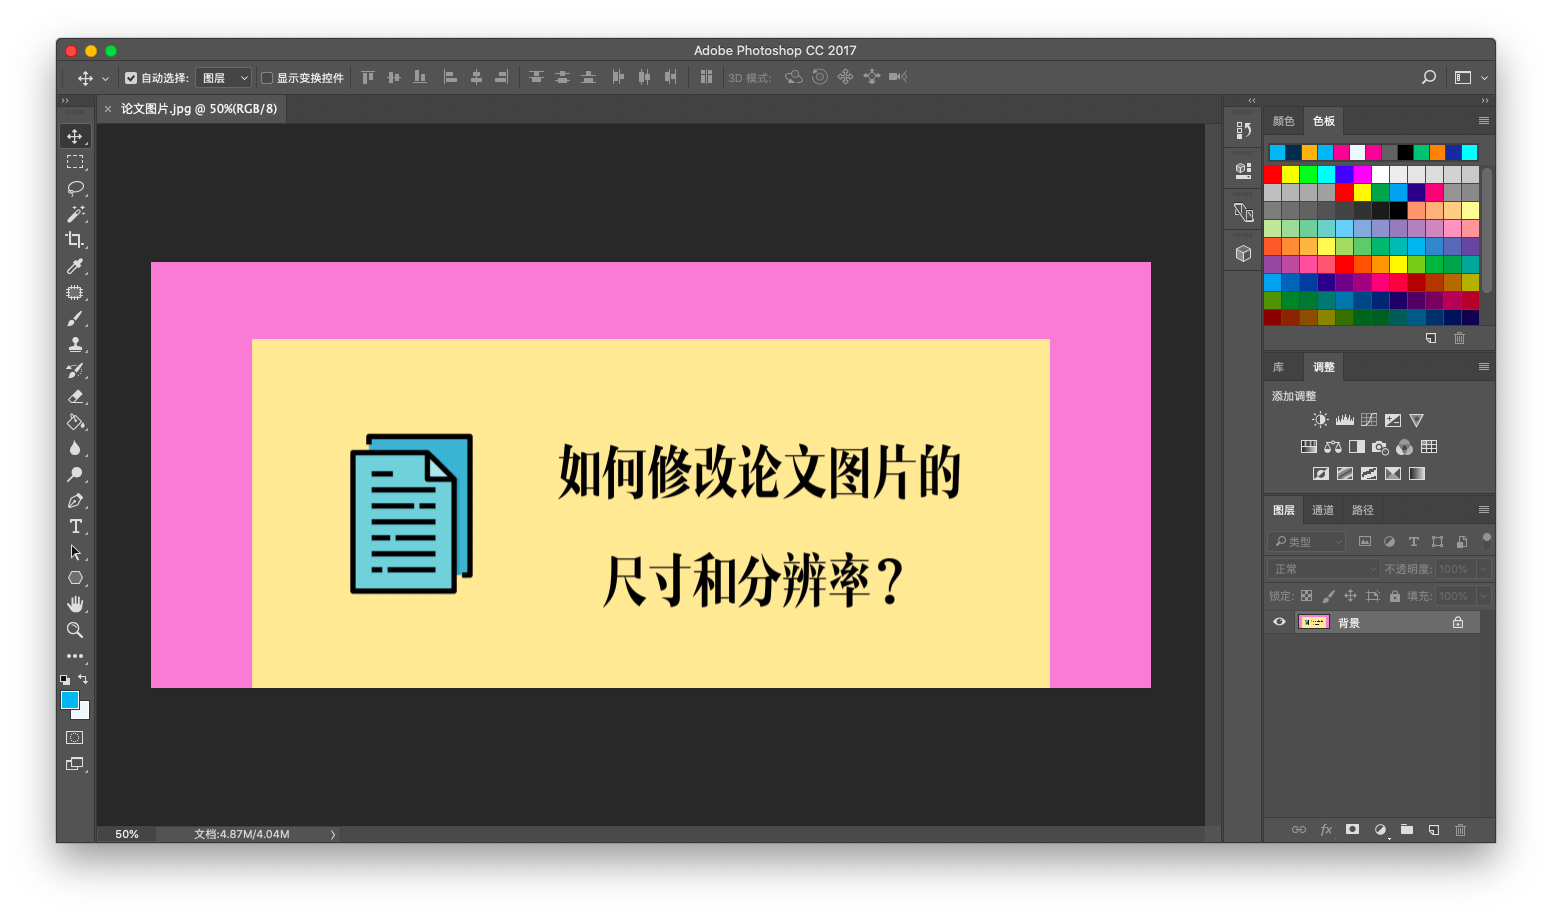 Adobe Photoshop CC 2017
自动选择: 图层 显示变换控件 3D 模式:
× 论文图片.jpg @ 50%(RGB/8)
颜色 色板
如何修改论文图片的
尺寸和分辨率?
库 调整
添加调整
图层 通道 路径
类型
正常 不透明度: 100%
锁定: 填充: 100%
背景
fx
50% 文档:4.87M/4.04M